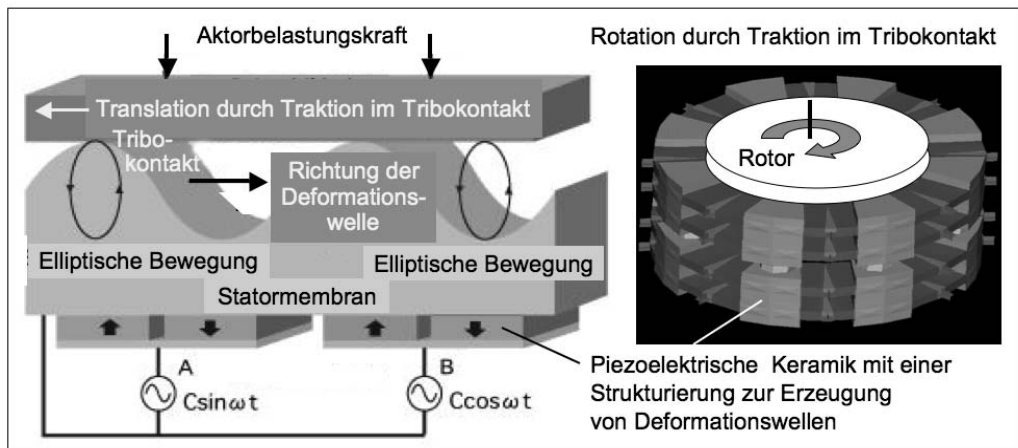 Aktorbelastungskraft
Translation durch Traktion im Tribokontakt
Tribo-
kontakt
Richtung der
Deformations-
welle
Elliptische Bewegung
Elliptische Bewegung
Statormembran
A
B
Csinωt
Ccosωt
Rotation durch Traktion im Tribokontakt
Rotor
Piezoelektrische Keramik mit einer
Strukturierung zur Erzeugung
von Deformationswellen